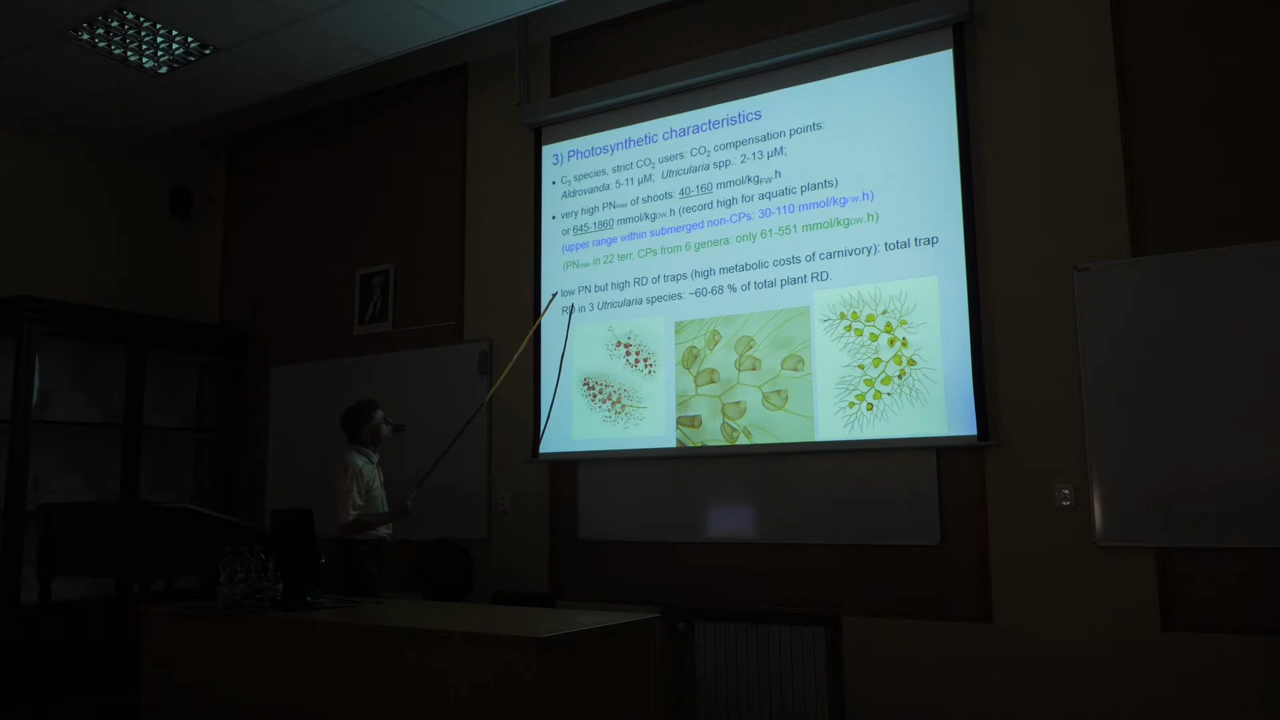 3) Photosynthetic characteristics
• C₃ species, strict CO₂ users: CO₂ compensation points:
Aldrovanda: 5-11 µM; Utricularia spp.: 2-13 µM;
• very high PNmax of shoots: 40-160 mmol/kgFW.h
or 645-1860 mmol/kgDW.h (record high for aquatic plants)
(upper range within submerged non-CPs: 30-110 mmol/kgFW.h)
(PNmax in 22 terr. CPs from 6 genera: only 61-551 mmol/kgDW.h)
low PN but high RD of traps (high metabolic costs of carnivory): total trap
RD in 3 Utricularia species: ~60-68 % of total plant RD.